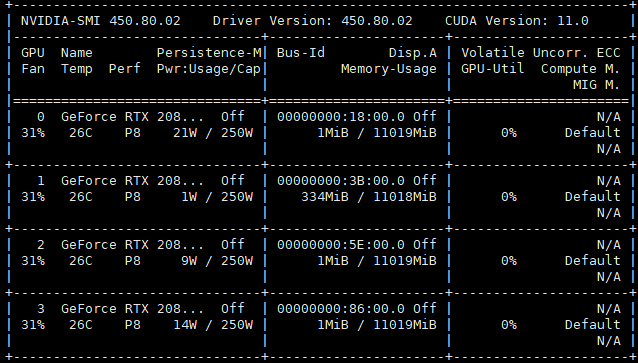 +-----------------------------------------------------------------------------+
| NVIDIA-SMI 450.80.02    Driver Version: 450.80.02    CUDA Version: 11.0     |
|-------------------------------+----------------------+----------------------+
| GPU  Name        Persistence-M| Bus-Id        Disp.A | Volatile Uncorr. ECC |
| Fan  Temp  Perf  Pwr:Usage/Cap|         Memory-Usage | GPU-Util  Compute M. |
|                               |                      |               MIG M. |
|===============================+======================+======================|
|   0  GeForce RTX 208...  Off  | 00000000:18:00.0 Off |                  N/A |
| 31%   26C    P8    21W / 250W |      1MiB / 11019MiB |      0%      Default |
|                               |                      |                  N/A |
+-------------------------------+----------------------+----------------------+
|   1  GeForce RTX 208...  Off  | 00000000:3B:00.0 Off |                  N/A |
| 31%   26C    P8     1W / 250W |    334MiB / 11018MiB |      0%      Default |
|                               |                      |                  N/A |
+-------------------------------+----------------------+----------------------+
|   2  GeForce RTX 208...  Off  | 00000000:5E:00.0 Off |                  N/A |
| 31%   26C    P8     9W / 250W |      1MiB / 11019MiB |      0%      Default |
|                               |                      |                  N/A |
+-------------------------------+----------------------+----------------------+
|   3  GeForce RTX 208...  Off  | 00000000:86:00.0 Off |                  N/A |
| 31%   26C    P8    14W / 250W |      1MiB / 11019MiB |      0%      Default |
|                               |                      |                  N/A |
+-------------------------------+----------------------+----------------------+